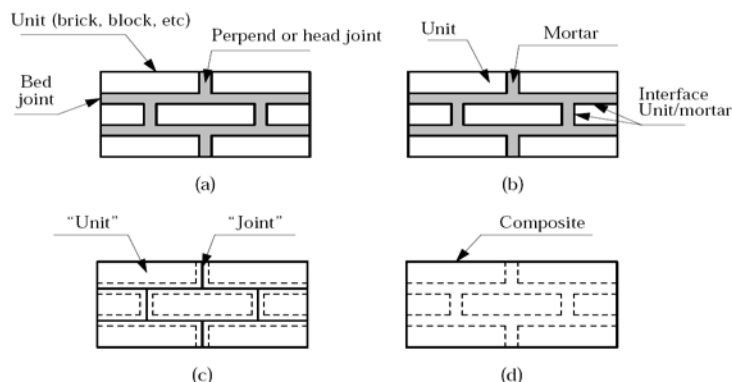 Unit (brick, block, etc)
Perpend or head joint
Bed
joint
(a)
Unit
Mortar
Interface
Unit/mortar
(b)
“Unit”
“Joint”
(c)
Composite
(d)